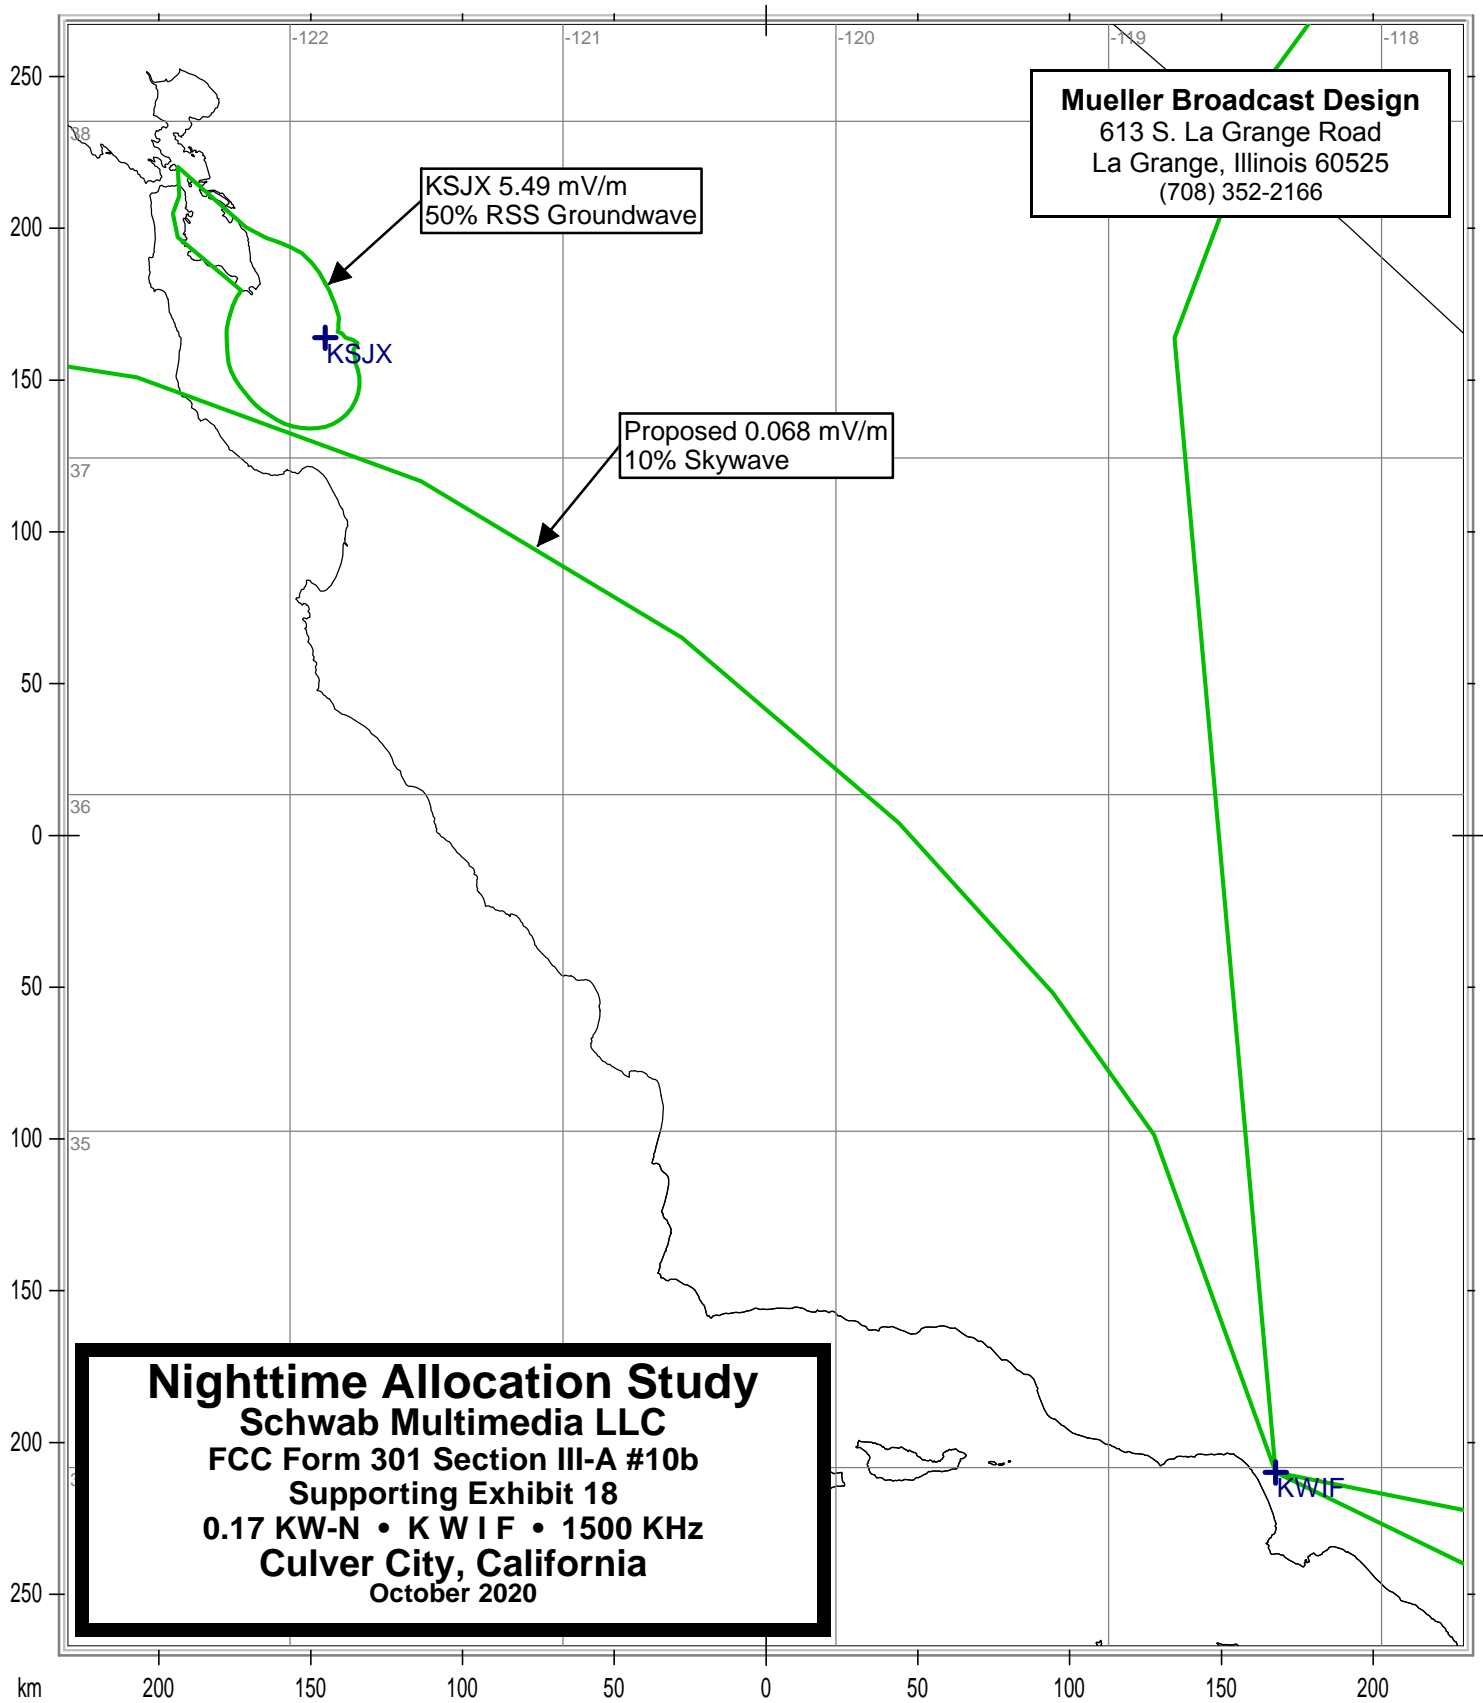 -122
-121
-120
-119
-118
250
200
150
100
50
0
50
100
150
200
250
38
37
36
35
3
Mueller Broadcast Design
613 S. La Grange Road
La Grange, Illinois 60525
(708) 352-2166
KSJX 5.49 mV/m
50% RSS Groundwave
KSJX
Proposed 0.068 mV/m
10% Skywave
KWIF
Nighttime Allocation Study
Schwab Multimedia LLC
FCC Form 301 Section III-A #10b
Supporting Exhibit 18
0.17 KW-N • K W I F • 1500 KHz
Culver City, California
October 2020
km
200
150
100
50
0
50
100
150
200